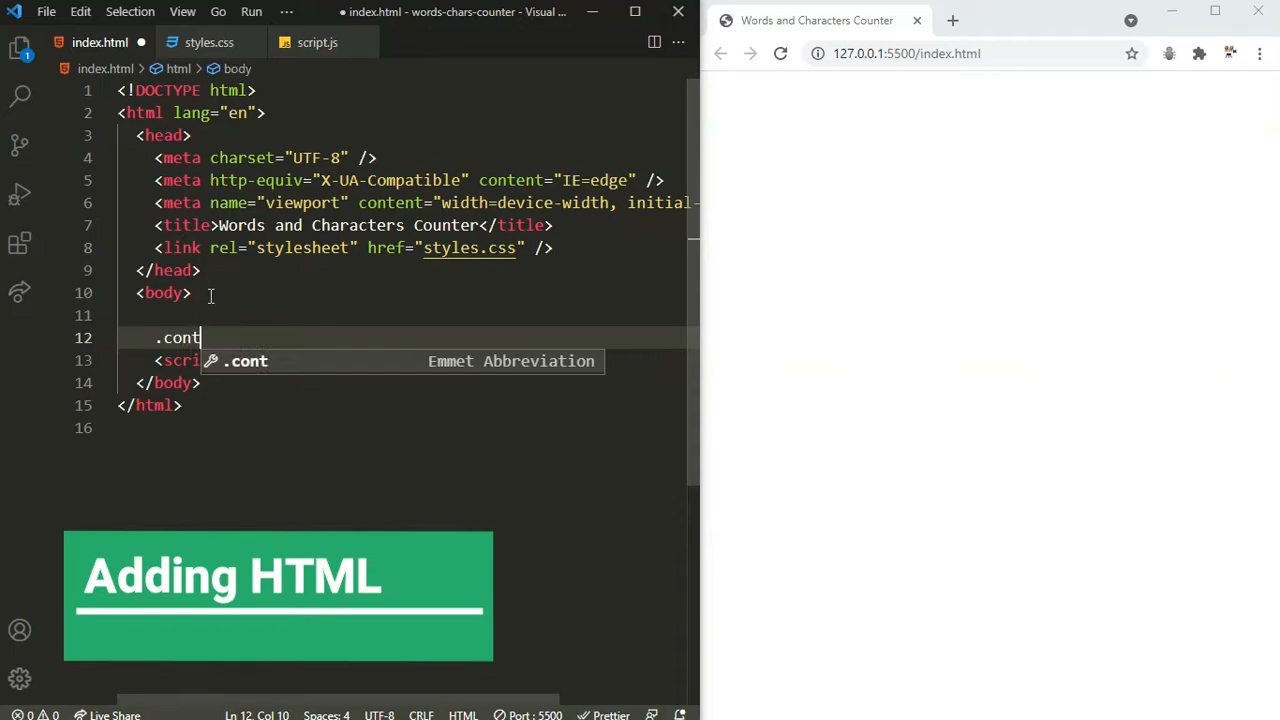 File Edit Selection View Go Run ··· ● index.html - words-chars-counter - Visual ...
index.html ● styles.css script.js ···
index.html > html > body
1 <!DOCTYPE html>
2 <html lang="en">
3 <head>
4 <meta charset="UTF-8" />
5 <meta http-equiv="X-UA-Compatible" content="IE=edge" />
6 <meta name="viewport" content="width=device-width, initial-
7 <title>Words and Characters Counter</title>
8 <link rel="stylesheet" href="styles.css" />
9 </head>
10 <body>
11
12 .cont
13 <scri
.cont Emmet Abbreviation
14 </body>
15 </html>
16
1
Adding HTML
0 0 Live Share Ln 12, Col 10 Spaces: 4 UTF-8 CRLF HTML Port : 5500 Prettier
Words and Characters Counter
127.0.0.1:5500/index.html